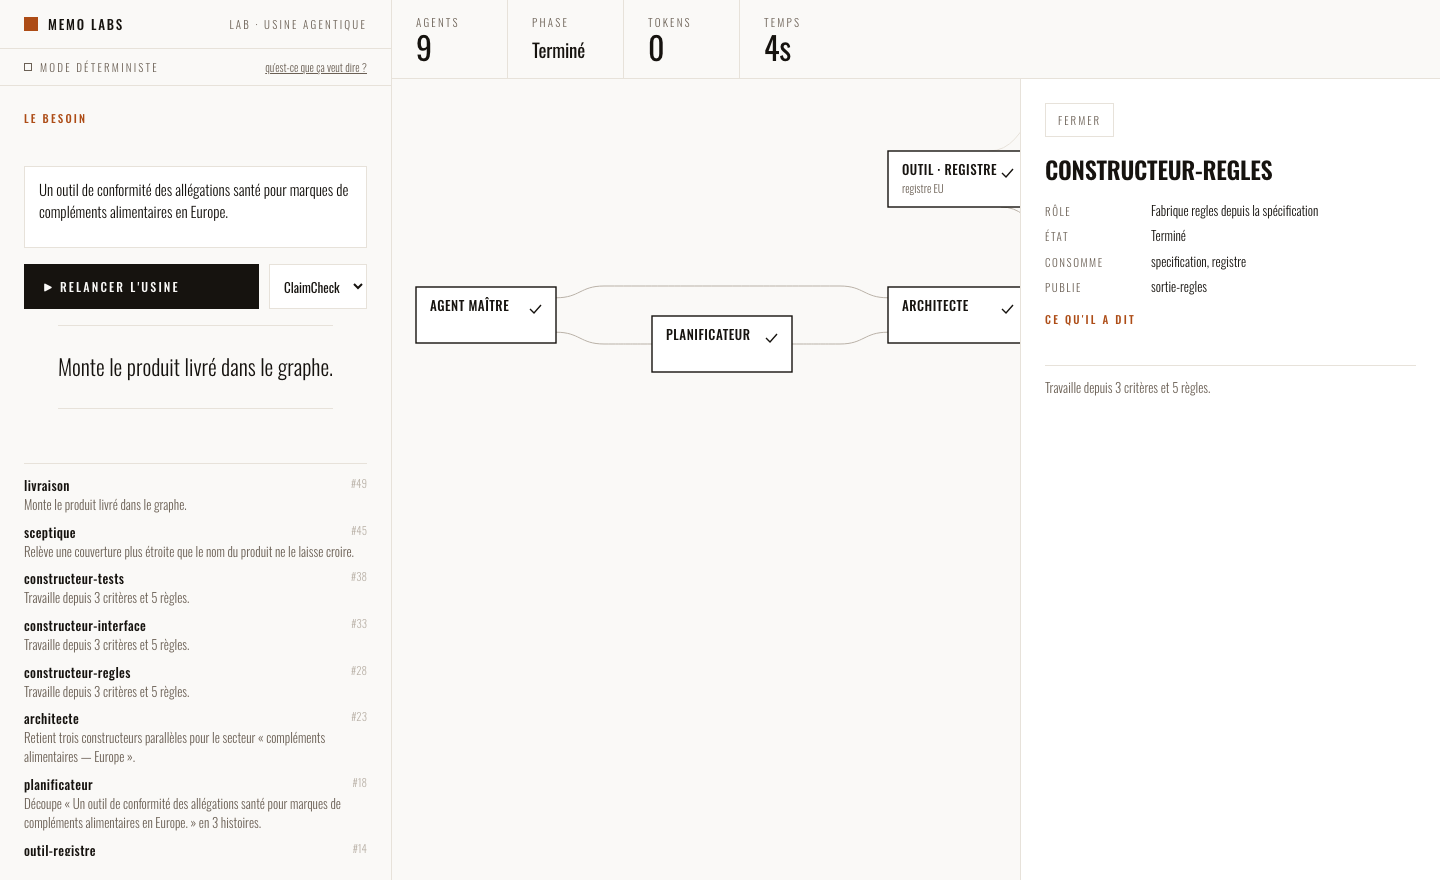 MEMO LABS
LAB · USINE AGENTIQUE
MODE DÉTERMINISTE
qu'est-ce que ça veut dire ?
LE BESOIN
Un outil de conformité des allégations santé pour marques de
compléments alimentaires en Europe.
► RELANCER L'USINE
ClaimCheck
Monte le produit livré dans le graphe.
livraison
#49
Monte le produit livré dans le graphe.
sceptique
#45
Relève une couverture plus étroite que le nom du produit ne le laisse croire.
constructeur-tests
#38
Travaille depuis 3 critères et 5 règles.
constructeur-interface
#33
Travaille depuis 3 critères et 5 règles.
constructeur-regles
#28
Travaille depuis 3 critères et 5 règles.
architecte
#23
Retient trois constructeurs parallèles pour le secteur « compléments
alimentaires — Europe ».
planificateur
#18
Découpe « Un outil de conformité des allégations santé pour marques de
compléments alimentaires en Europe. » en 3 histoires.
outil-registre
#14
AGENTS
9
PHASE
Terminé
TOKENS
0
TEMPS
4s
OUTIL · REGISTRE
registre EU
AGENT MAÎTRE
PLANIFICATEUR
ARCHITECTE
FERMER
CONSTRUCTEUR-REGLES
RÔLE
Fabrique regles depuis la spécification
ÉTAT
Terminé
CONSOMME
specification, registre
PUBLIE
sortie-regles
CE QU'IL A DIT
Travaille depuis 3 critères et 5 règles.